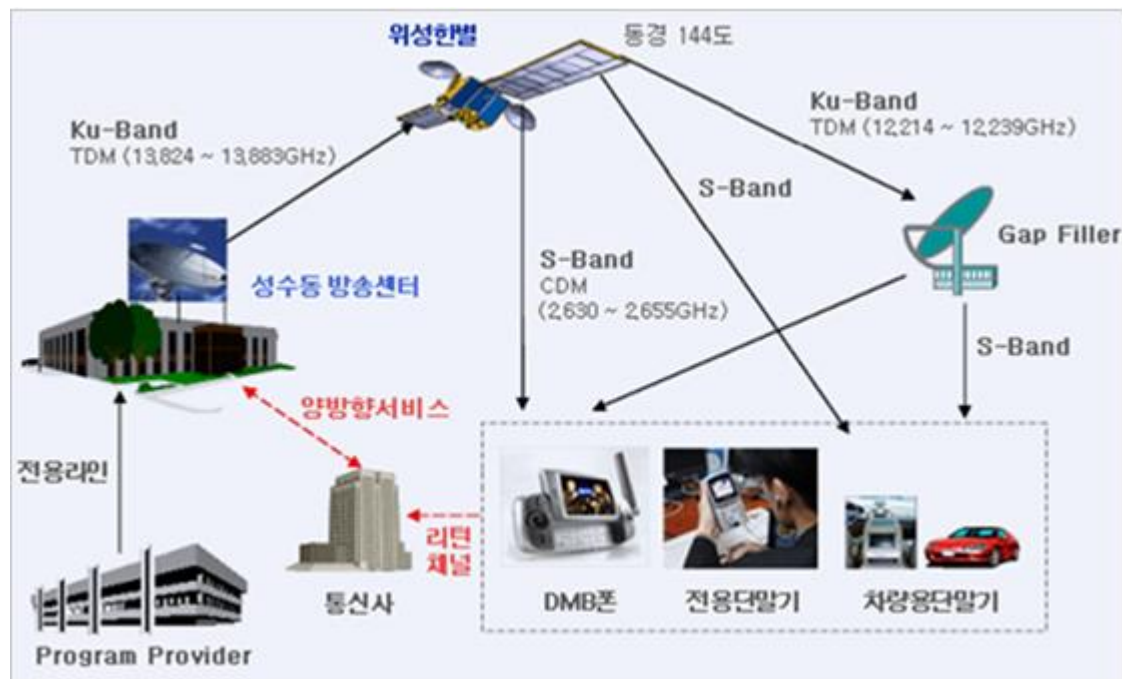 위성한별
동경 144도
Ku-Band
TDM (13,824 ~ 13,883GHz)
Ku-Band
TDM (12,214 ~ 12,239GHz)
S-Band
Gap Filler
S-Band
CDM
(2,630 ~ 2,655GHz)
성수동 방송센터
S-Band
양방향서비스
전용라인
리턴
채널
통신사
DMB폰
전용단말기
차량용단말기
Program Provider